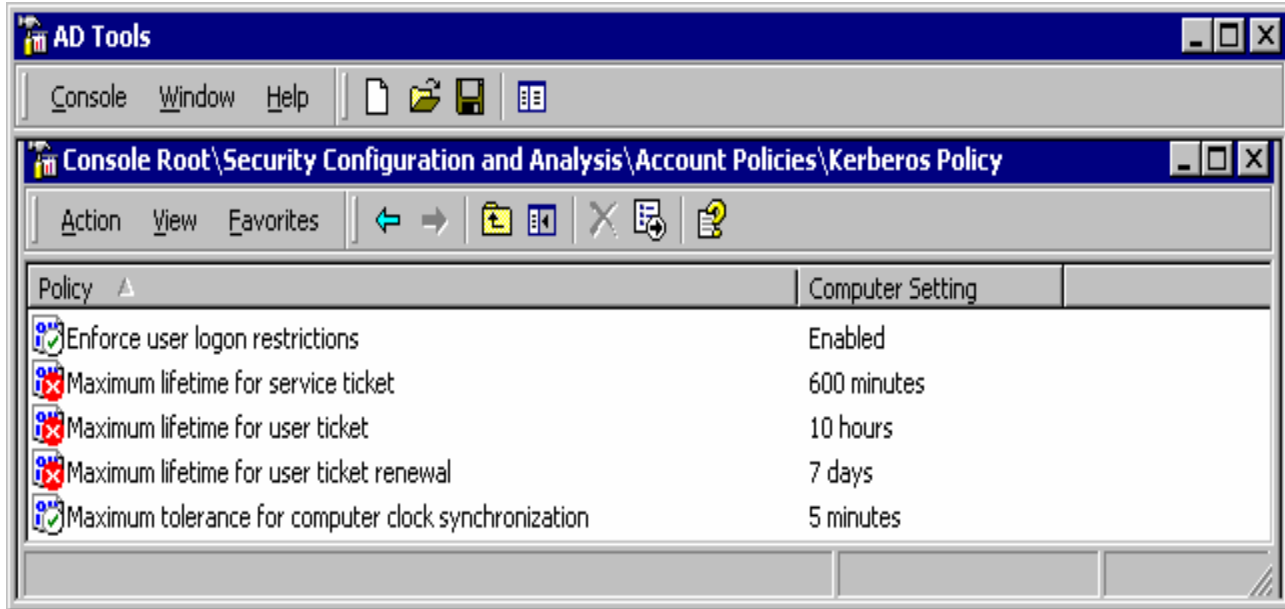 AD Tools
Console Window Help
Console Root\Security Configuration and Analysis\Account Policies\Kerberos Policy
Action View Favorites
Policy Computer Setting
Enforce user logon restrictions Enabled
Maximum lifetime for service ticket 600 minutes
Maximum lifetime for user ticket 10 hours
Maximum lifetime for user ticket renewal 7 days
Maximum tolerance for computer clock synchronization 5 minutes